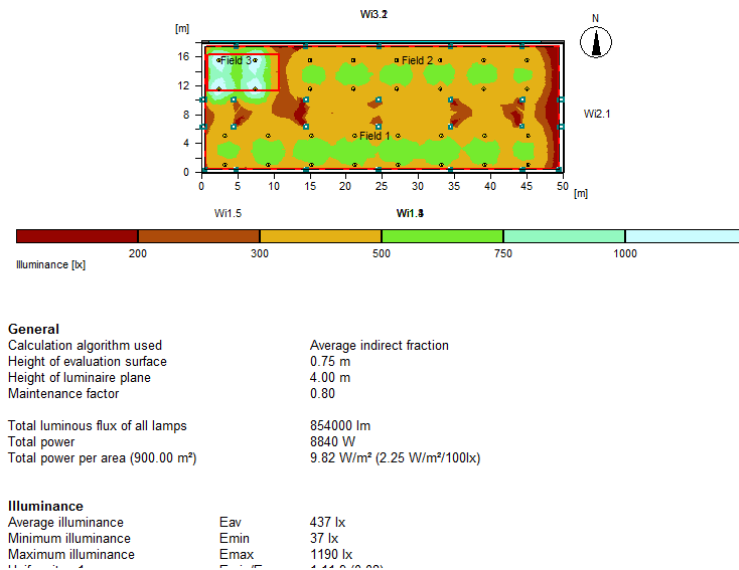 Wi3.2
N
[m]
16
12
8
4
0
Field 3
Field 2
Field 1
Wi2.1
0 5 10 15 20 25 30 35 40 45 50
[m]
Wi1.5
200 300 500 750 1000
Illuminance [lx]
General
Calculation algorithm used Average indirect fraction
Height of evaluation surface 0.75 m
Height of luminaire plane 4.00 m
Maintenance factor 0.80
Total luminous flux of all lamps 854000 lm
Total power 8840 W
Total power per area (900.00 m²) 9.82 W/m² (2.25 W/m²/100lx)
Illuminance
Average illuminance Eav 437 lx
Minimum illuminance Emin 37 lx
Maximum illuminance Emax 1190 lx